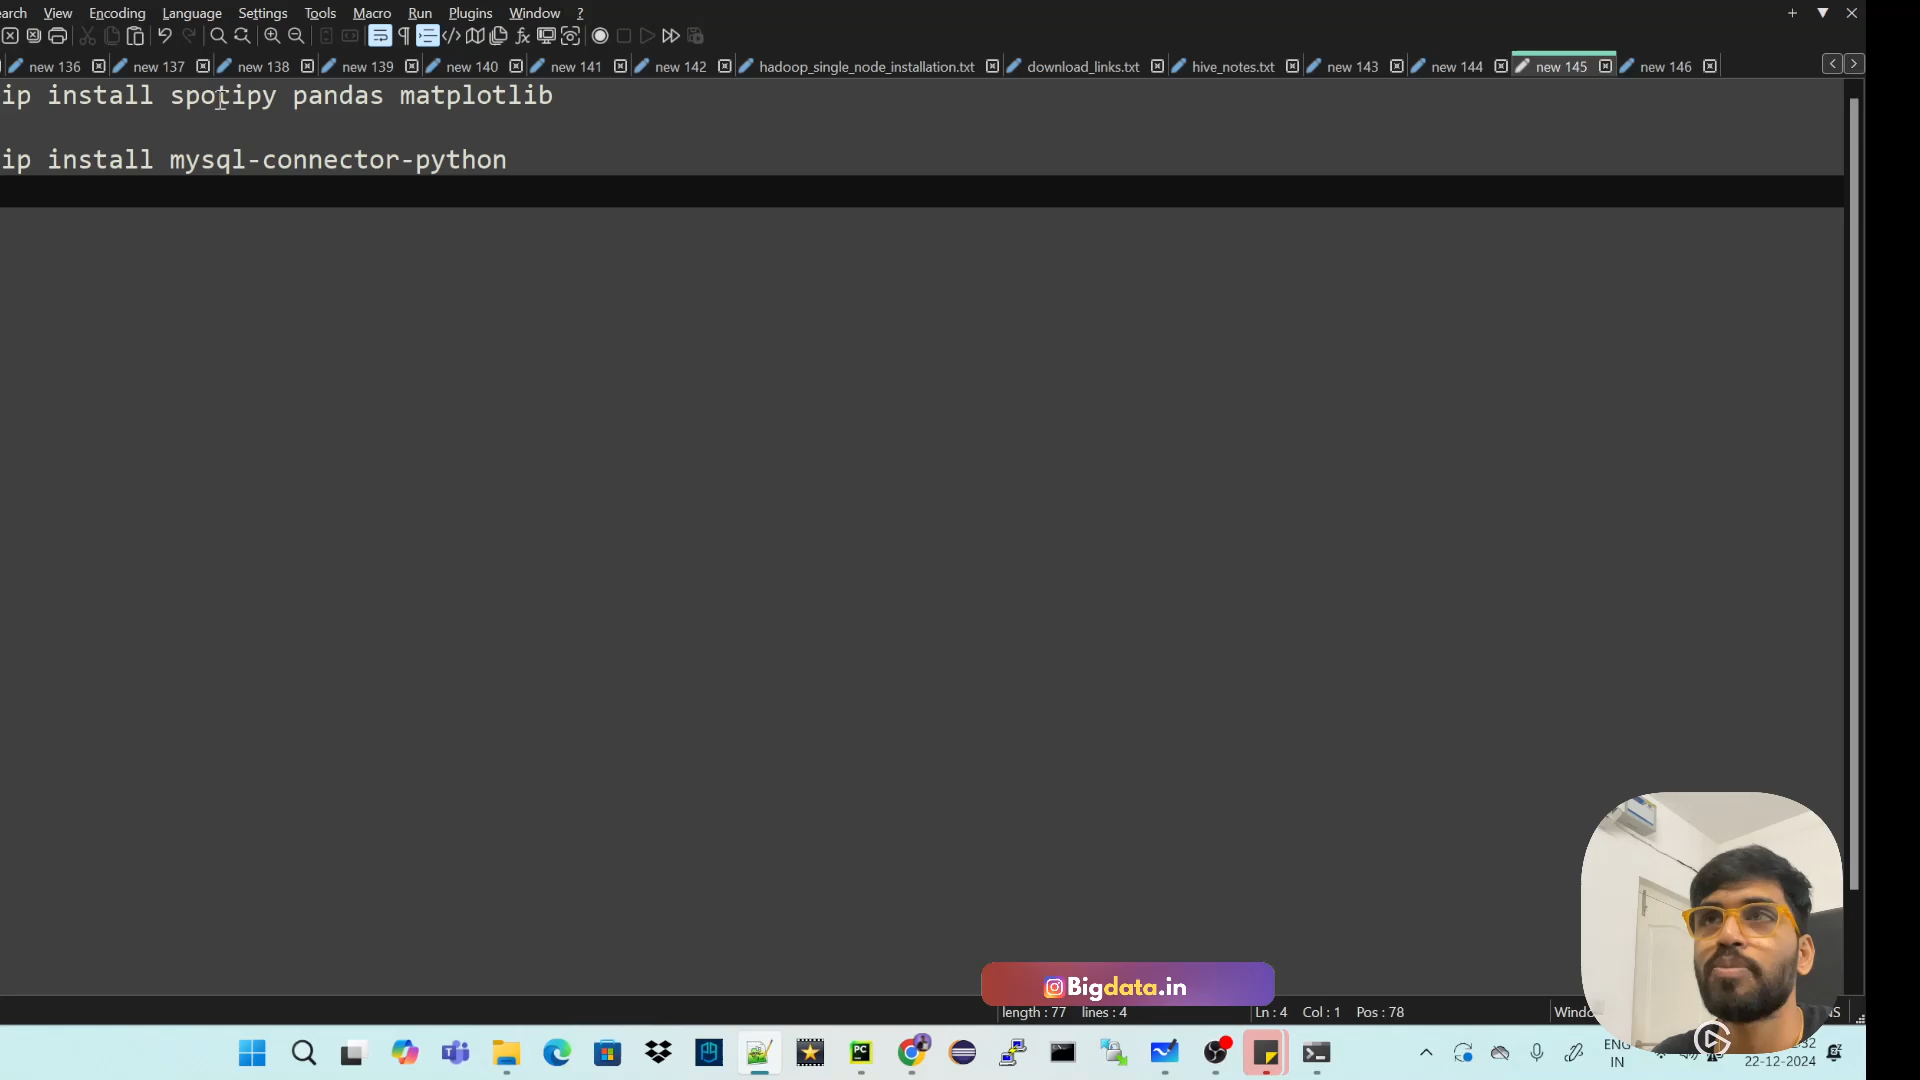 earch View Encoding Language Settings Tools Macro Run Plugins Window ?
new 136 new 137 new 138 new 139 new 140 new 141 new 142 hadoop_single_node_installation.txt download_links.txt hive_notes.txt new 143 new 144 new 145 new 146
ip install spotipy pandas matplotlib
ip install mysql-connector-python
Bigdata.in
length : 77 lines : 4 Ln : 4 Col : 1 Pos : 78
ENG
IN
22-12-2024